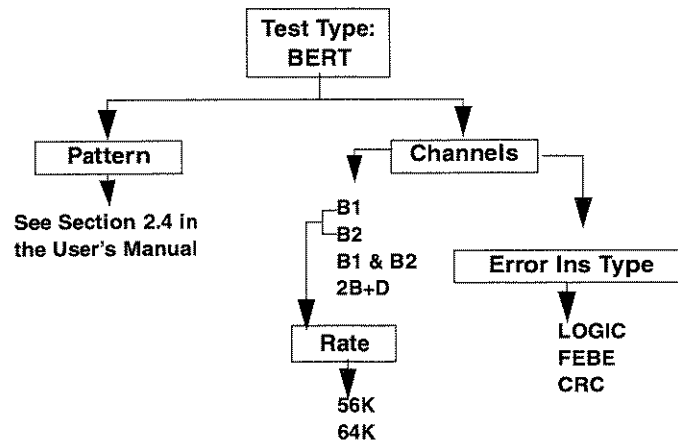 Test Type:
BERT
Pattern
Channels
See Section 2.4 in
the User's Manual
B1
B2
B1 & B2
2B+D
Error Ins Type
Rate
LOGIC
FEBE
CRC
56K
64K